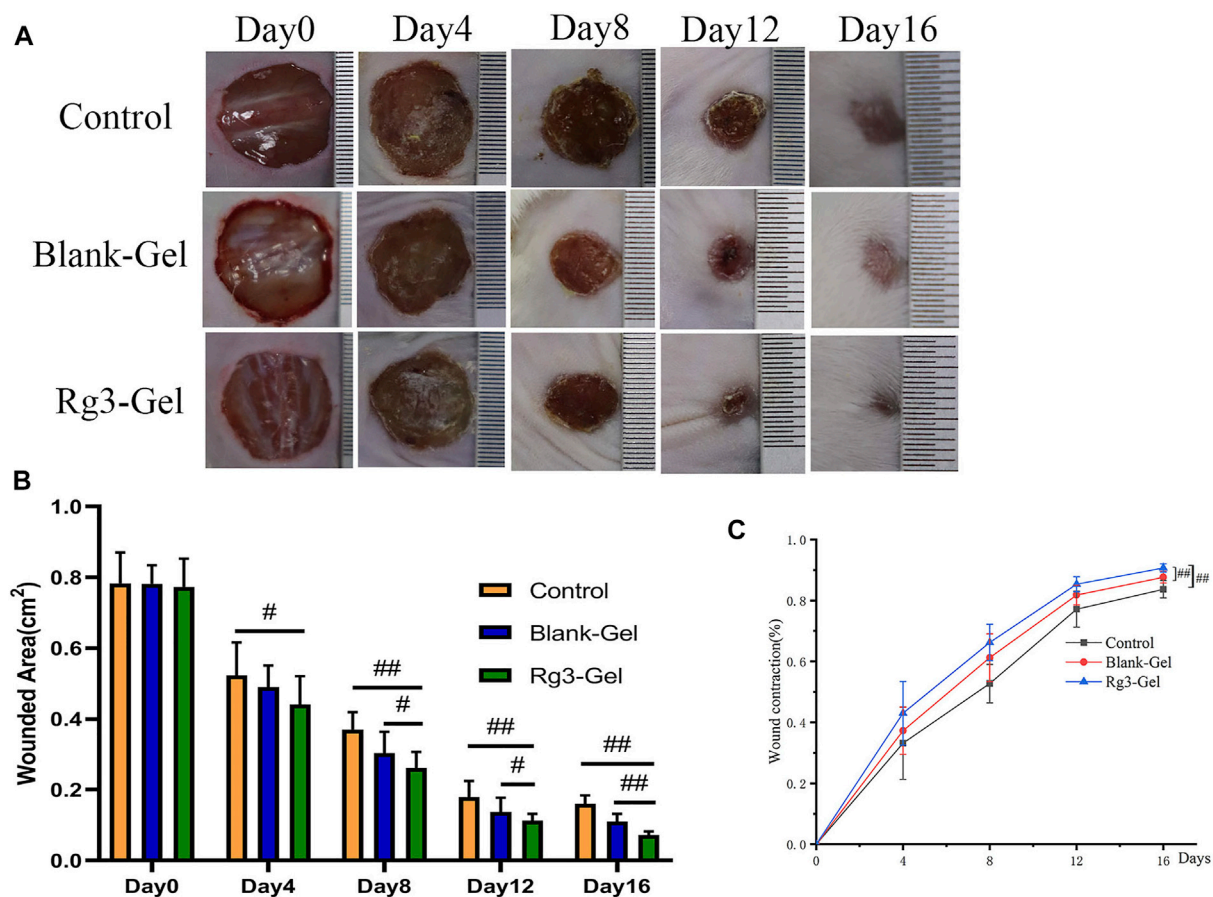 A
Day0 Day4 Day8 Day12 Day16
Control
Blank-Gel
Rg3-Gel
B
Wounded Area(cm2)
1.0
0.8
0.6
0.4
0.2
0.0
Control
Blank-Gel
Rg3-Gel
#
##
#
##
#
##
##
Day0 Day4 Day8 Day12 Day16
C
Wound contraction(%)
1.0
0.8
0.6
0.4
0.2
0.0
Control
Blank-Gel
Rg3-Gel
## ##
0 4 8 12 16 Days